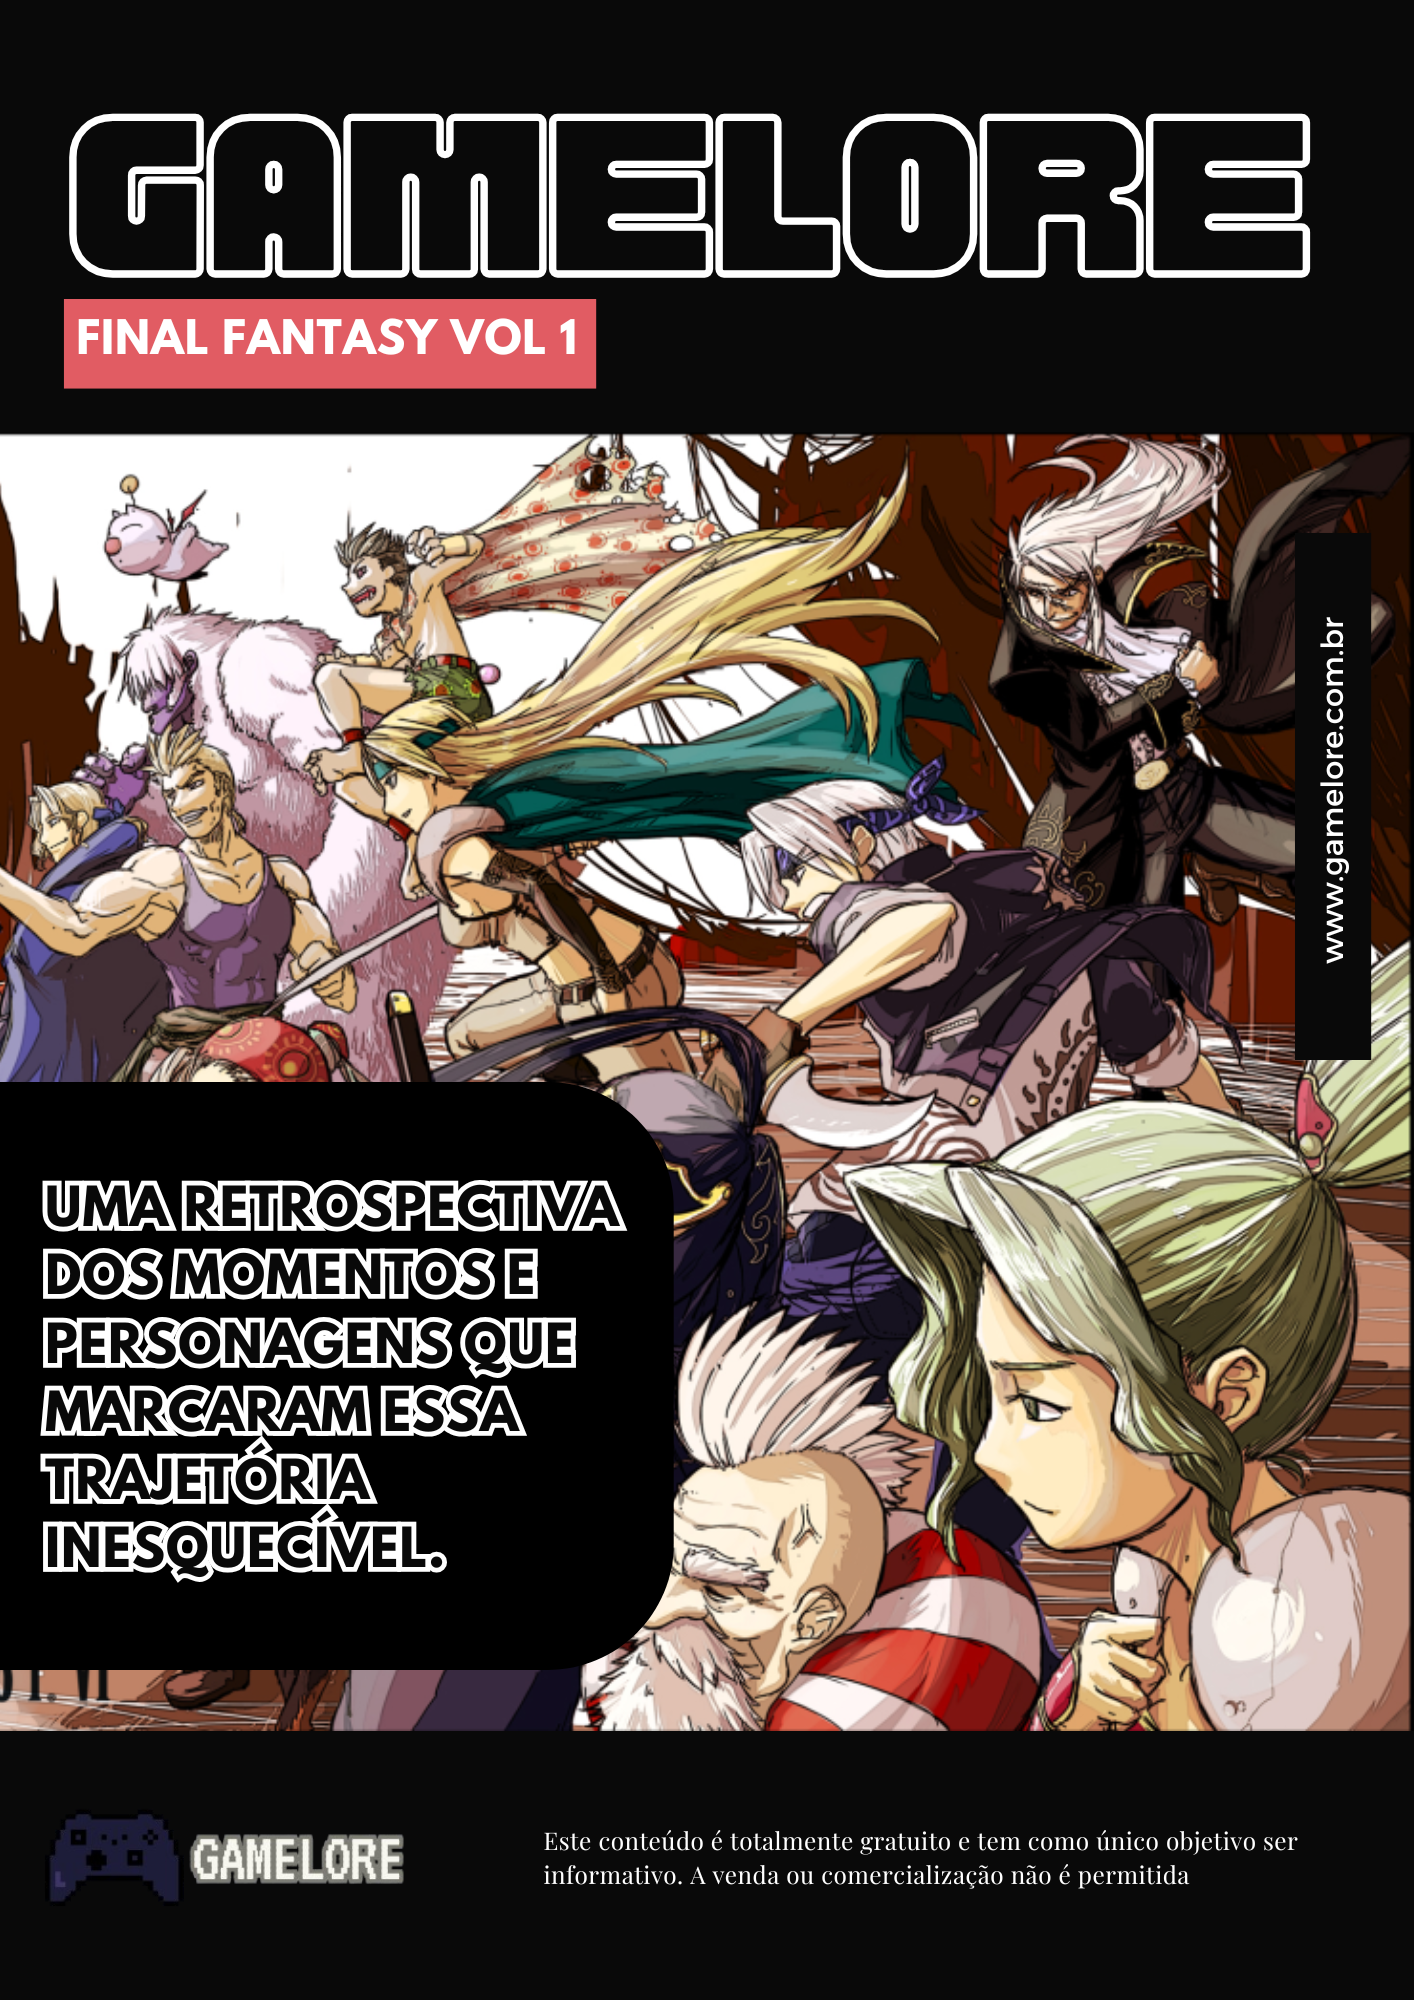 GAMELORE
FINAL FANTASY VOL 1
www.gamelore.com.br
UMA RETROSPECTIVA
DOS MOMENTOS E
PERSONAGENS QUE
MARCARAM ESSA
TRAJETÓRIA
INESQUECÍVEL.
GAMELORE
Este conteúdo é totalmente gratuito e tem como único objetivo ser
informativo. A venda ou comercialização não é permitida